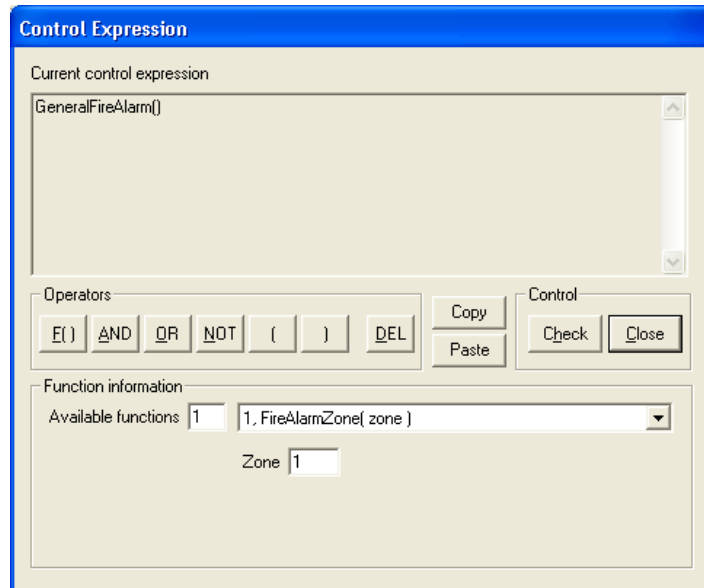 Control Expression
Current control expression
GeneralFireAlarm()
Operators
F() AND OR NOT ( ) DEL
Copy
Paste
Control
Check Close
Function information
Available functions 1 1, FireAlarmZone( zone )
Zone 1